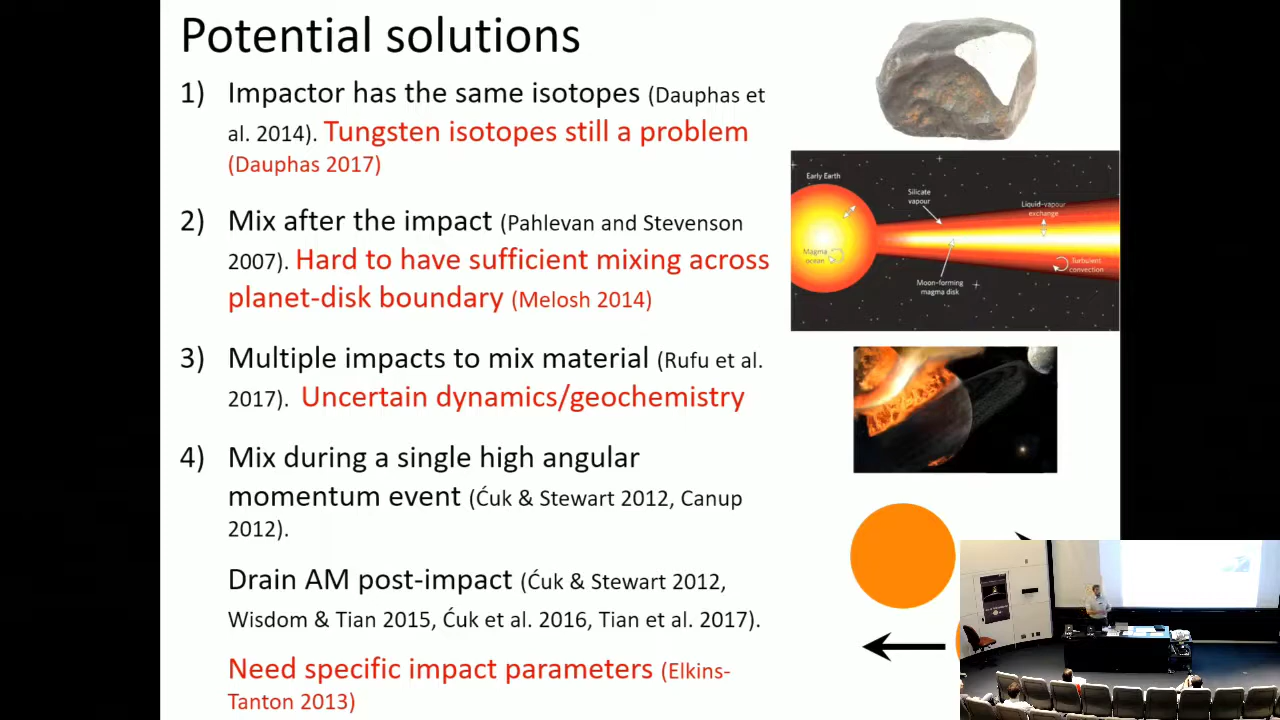 Potential solutions
1) Impactor has the same isotopes (Dauphas et
al. 2014). Tungsten isotopes still a problem
(Dauphas 2017)
2) Mix after the impact (Pahlevan and Stevenson
2007). Hard to have sufficient mixing across
planet-disk boundary (Melosh 2014)
3) Multiple impacts to mix material (Rufu et al.
2017). Uncertain dynamics/geochemistry
4) Mix during a single high angular
momentum event (Ćuk & Stewart 2012, Canup
2012).
Drain AM post-impact (Ćuk & Stewart 2012,
Wisdom & Tian 2015, Ćuk et al. 2016, Tian et al. 2017).
Need specific impact parameters (Elkins-
Tanton 2013)
Early Earth
Silicate
vapour
Liquid-vapour
exchange
Magma
ocean
Moon-forming
magma disk
Turbulent
convection